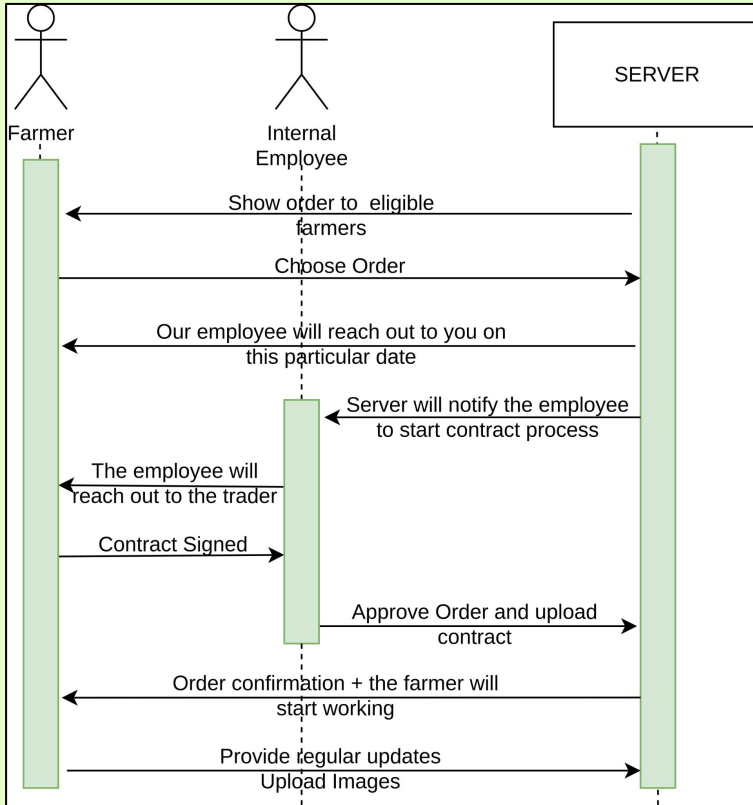 Farmer
Internal
Employee
SERVER
Show order to eligible
farmers
Choose Order
Our employee will reach out to you on
this particular date
Server will notify the employee
to start contract process
The employee will
reach out to the trader
Contract Signed
Approve Order and upload
contract
Order confirmation + the farmer will
start working
Provide regular updates
Upload Images